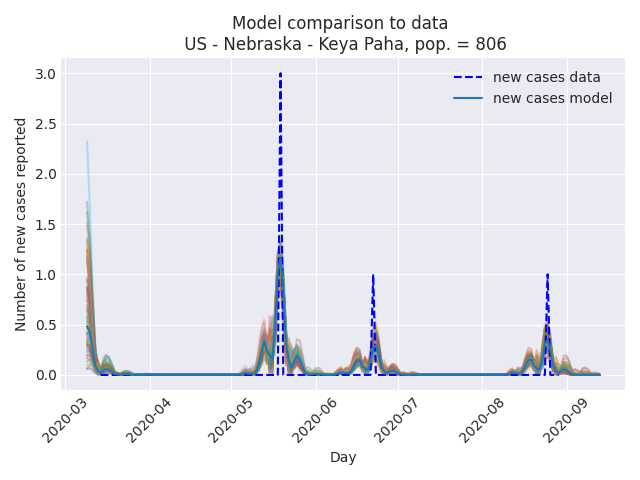 Model comparison to data
US - Nebraska - Keya Paha, pop. = 806
new cases data
new cases model
Number of new cases reported
3.0
2.5
2.0
1.5
1.0
0.5
0.0
2020-03
2020-04
2020-05
2020-06
2020-07
2020-08
2020-09
Day